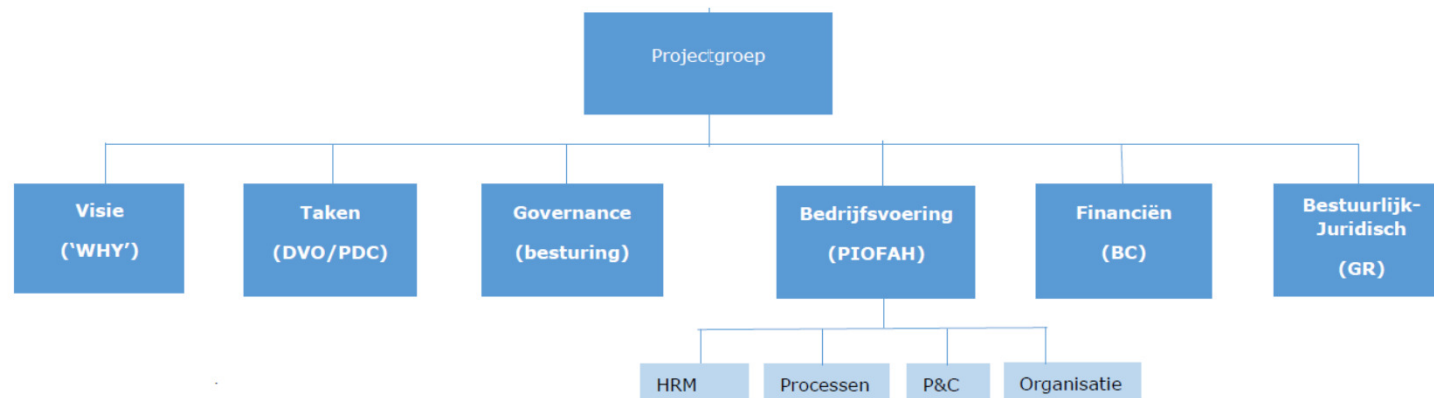 Projectgroep
Visie
(‘WHY’)
Taken
(DVO/PDC)
Governance
(besturing)
Bedrijfsvoering
(PIOFAH)
Financiën
(BC)
Bestuurlijk-
Juridisch
(GR)
HRM
Processen
P&C
Organisatie